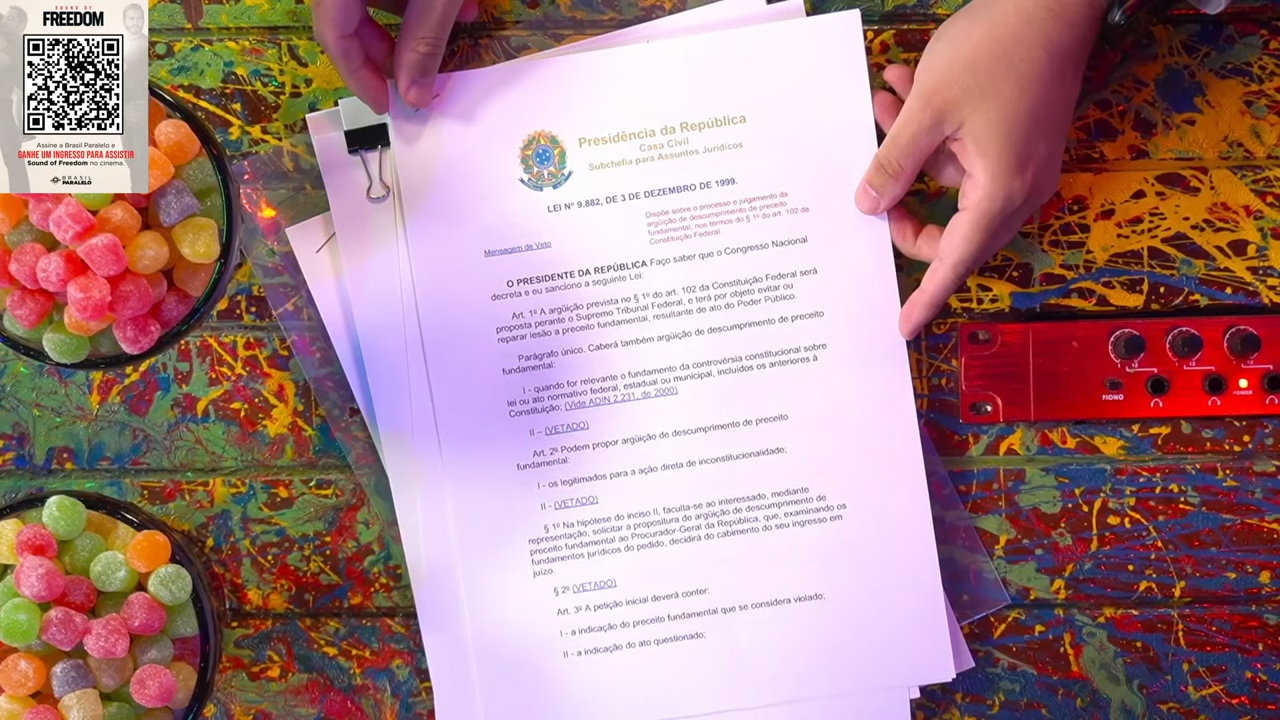 SOUND OF
FREEDOM
Assine a Brasil Paralelo e
GANHE UM INGRESSO PARA ASSISTIR
Sound of Freedom no cinema.
BRASIL
PARALELO
Presidência da República
Casa Civil
Subchefia para Assuntos Jurídicos
LEI Nº 9.882, DE 3 DE DEZEMBRO DE 1999.
Mensagem de Veto
Dispõe sobre o processo e julgamento da
argüição de descumprimento de preceito
fundamental, nos termos do § 1º do art. 102 da
Constituição Federal.
O PRESIDENTE DA REPÚBLICA Faço saber que o Congresso Nacional
decreta e eu sanciono a seguinte Lei:
Art. 1º A argüição prevista no § 1º do art. 102 da Constituição Federal será
proposta perante o Supremo Tribunal Federal, e terá por objeto evitar ou
reparar lesão a preceito fundamental, resultante de ato do Poder Público.
Parágrafo único. Caberá também argüição de descumprimento de preceito
fundamental:
I - quando for relevante o fundamento da controvérsia constitucional sobre
lei ou ato normativo federal, estadual ou municipal, incluídos os anteriores à
Constituição; (Vide ADIN 2.231, de 2000)
II – (VETADO)
Art. 2º Podem propor argüição de descumprimento de preceito
fundamental:
I - os legitimados para a ação direta de inconstitucionalidade;
II - (VETADO)
§ 1º Na hipótese do inciso II, faculta-se ao interessado, mediante
representação, solicitar a propositura de argüição de descumprimento de
preceito fundamental ao Procurador-Geral da República, que, examinando os
fundamentos jurídicos do pedido, decidirá do cabimento do seu ingresso em
juízo.
§ 2º (VETADO)
Art. 3º A petição inicial deverá conter:
I - a indicação do preceito fundamental que se considera violado;
II - a indicação do ato questionado;
POWER